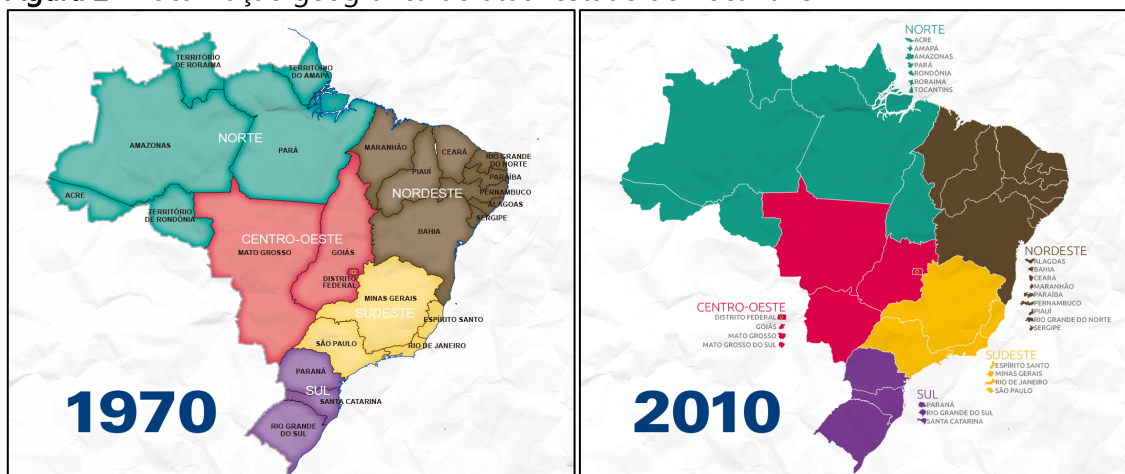 TERRITÓRIO
DE RORAIMA
TERRITÓRIO
DO AMAPÁ
AMAZONAS
NORTE
PARÁ
ACRE
TERRITÓRIO
DE RONDÔNIA
MARANHÃO
CEARÁ
RIO GRANDE
DO NORTE
PIAUÍ
PARAÍBA
NORDESTE
PERNAMBUCO
ALAGOAS
SERGIPE
BAHIA
CENTRO-OESTE
MATO GROSSO
GOIÁS
DISTRITO
FEDERAL
MINAS GERAIS
SUDESTE
ESPÍRITO SANTO
SÃO PAULO
RIO DE JANEIRO
PARANÁ
SUL
SANTA CATARINA
RIO GRANDE
DO SUL
1970
NORTE
ACRE
AMAPÁ
AMAZONAS
PARÁ
RONDÔNIA
RORAIMA
TOCANTINS
NORDESTE
ALAGOAS
BAHIA
CEARÁ
MARANHÃO
PARAÍBA
PERNAMBUCO
PIAUÍ
RIO GRANDE DO NORTE
SERGIPE
CENTRO-OESTE
DISTRITO FEDERAL
GOIÁS
MATO GROSSO
MATO GROSSO DO SUL
SUDESTE
ESPÍRITO SANTO
MINAS GERAIS
RIO DE JANEIRO
SÃO PAULO
SUL
PARANÁ
RIO GRANDE DO SUL
SANTA CATARINA
2010